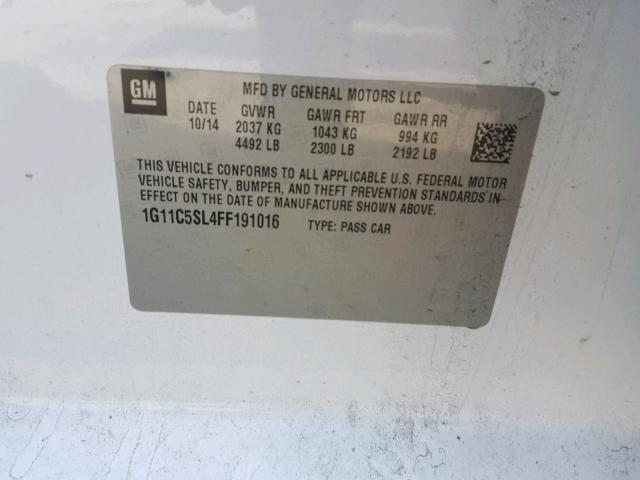 GM
MFD BY GENERAL MOTORS LLC
DATE GVWR GAWR FRT GAWR RR
10/14 2037 KG 1043 KG 994 KG
4492 LB 2300 LB 2192 LB
THIS VEHICLE CONFORMS TO ALL APPLICABLE U.S. FEDERAL MOTOR
VEHICLE SAFETY, BUMPER, AND THEFT PREVENTION STANDARDS IN
EFFECT ON THE DATE OF MANUFACTURE SHOWN ABOVE.
1G11C5SL4FF191016 TYPE: PASS CAR